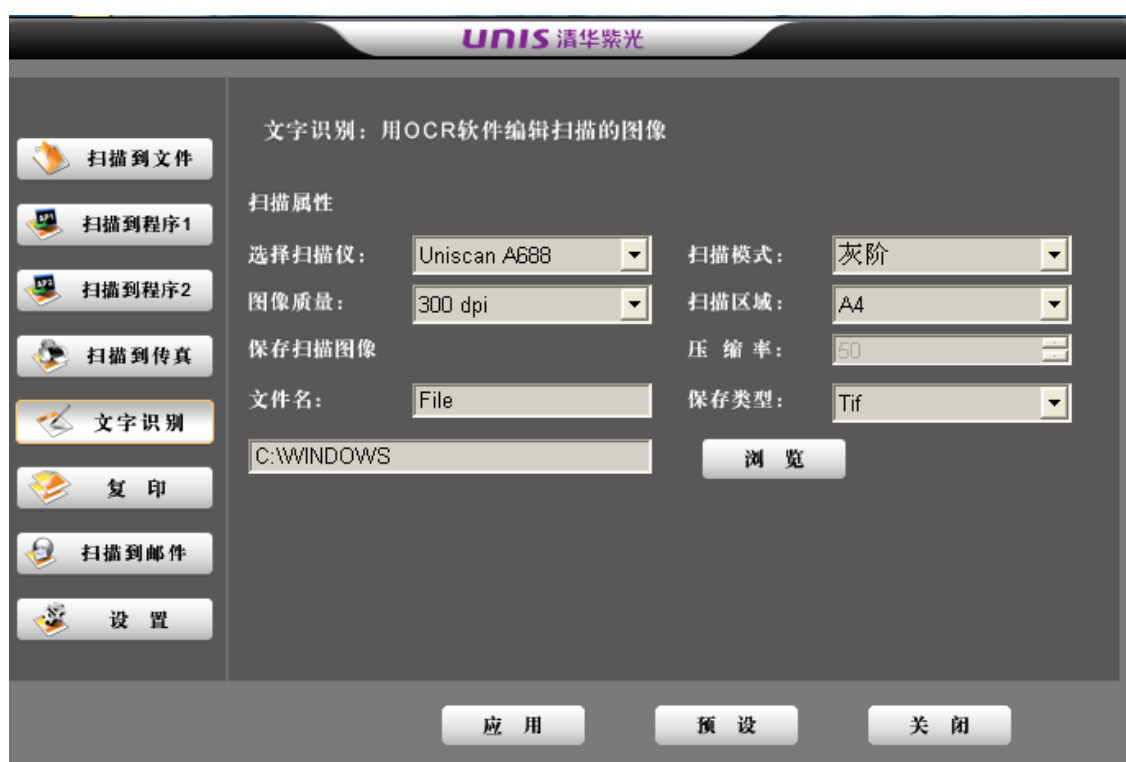 UNIS 清华紫光
文字识别：用OCR软件编辑扫描的图像
扫描到文件
扫描到程序1
扫描到程序2
扫描到传真
文字识别
复 印
扫描到邮件
设 置
扫描属性
选择扫描仪： Uniscan A688 扫描模式： 灰阶
图像质量： 300 dpi 扫描区域： A4
保存扫描图像 压 缩 率： 50
文件名： File 保存类型： Tif
C:\WINDOWS 浏 览
应 用 预 设 关 闭